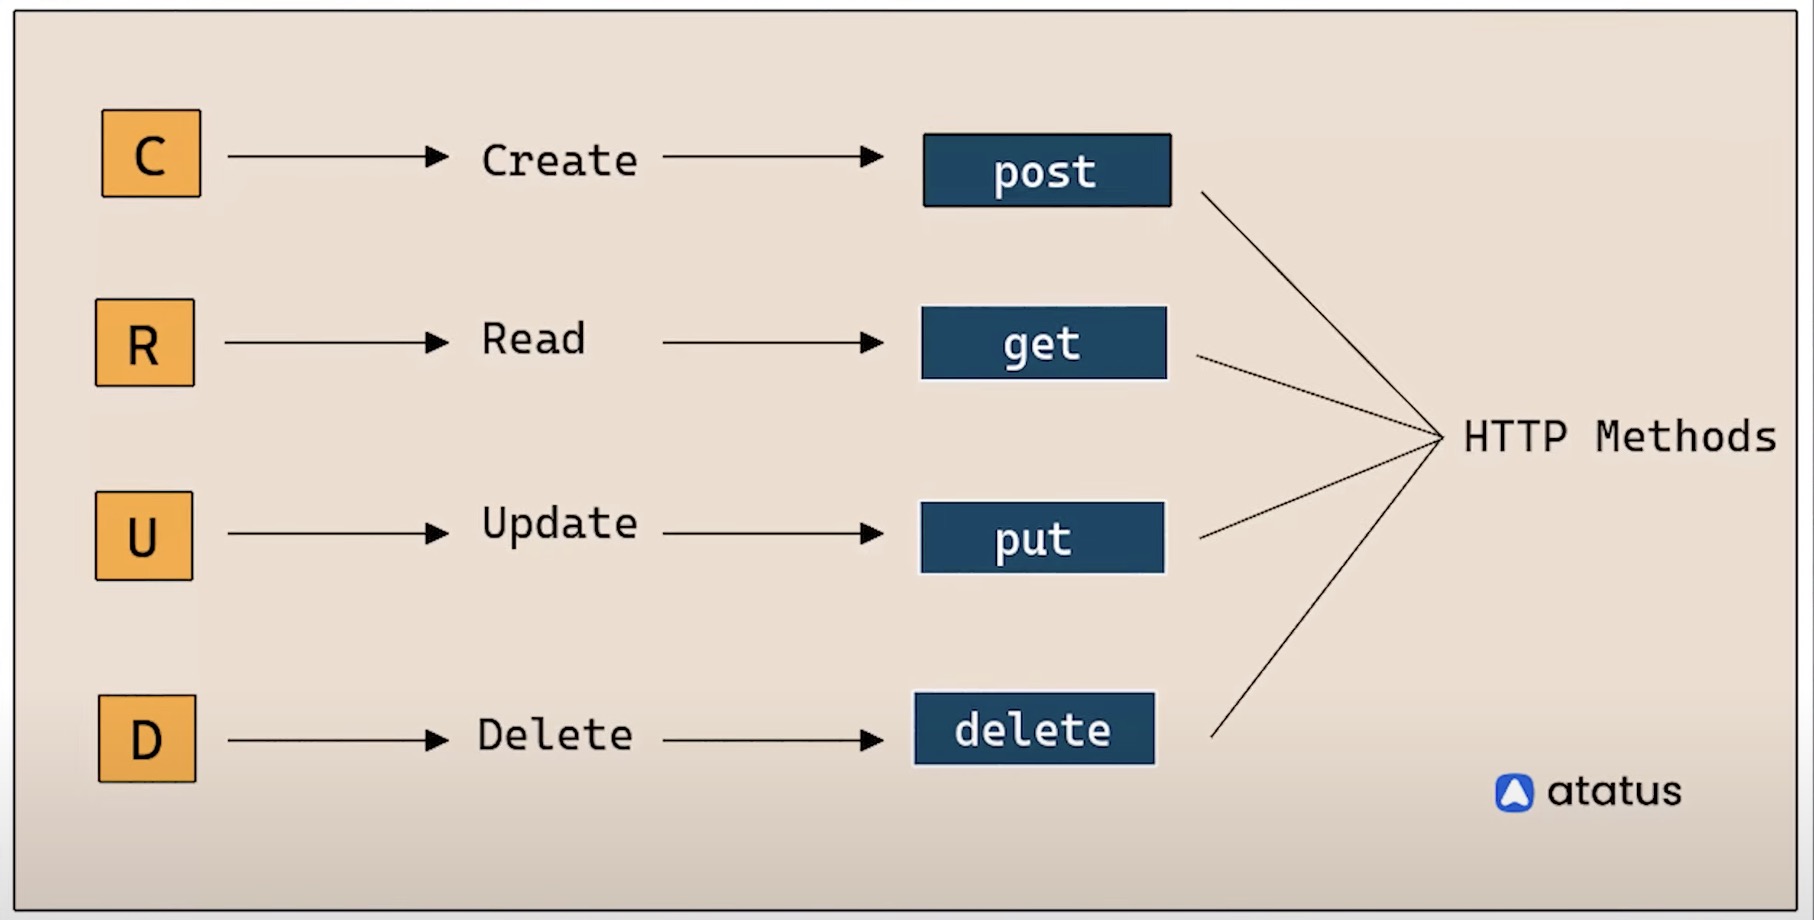 C Create post
R Read get
HTTP Methods
U Update put
D Delete delete
atatus